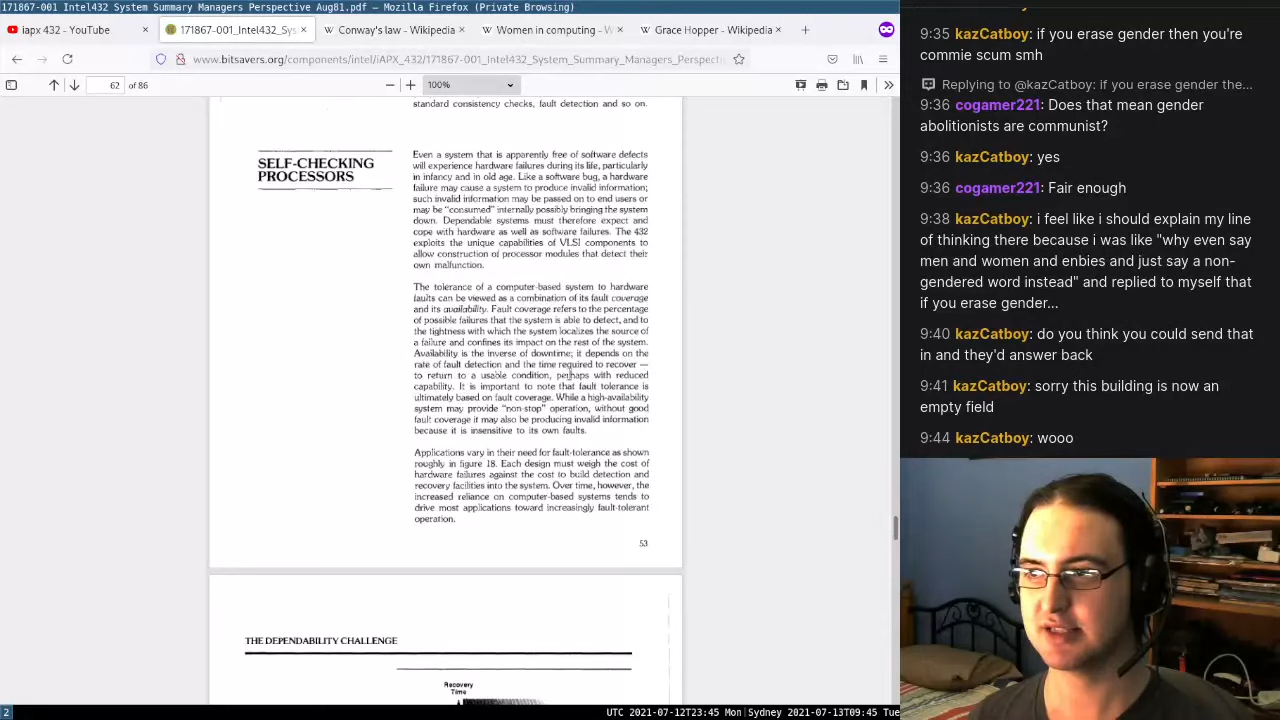 171867-001 Intel432 System Summary Managers Perspective Aug81.pdf — Mozilla Firefox (Private Browsing)
iapx 432 - YouTube
171867-001_Intel432_Sys
Conway's law - Wikipedia
Women in computing - W
Grace Hopper - Wikipedia
www.bitsavers.org/components/intel/iAPX_432/171867-001_Intel432_System_Summary_Managers_Perspecti
62 of 86
100%
standard consistency checks, fault detection and so on.
SELF-CHECKING
PROCESSORS
Even a system that is apparently free of software defects
will experience hardware failures during its life, particularly
in infancy and in old age. Like a software bug, a hardware
failure may cause a system to produce invalid information;
such invalid information may be passed on to end users or
may be "consumed" internally possibly bringing the system
down. Dependable systems must therefore expect and
cope with hardware as well as software failures. The 432
exploits the unique capabilities of VLSI components to
allow construction of processor modules that detect their
own malfunction.
The tolerance of a computer-based system to hardware
faults can be viewed as a combination of its fault coverage
and its availability. Fault coverage refers to the percentage
of possible failures that the system is able to detect, and to
the tightness with which the system localizes the source of
a failure and confines its impact on the rest of the system.
Availability is the inverse of downtime; it depends on the
rate of fault detection and the time required to recover —
to return to a usable condition, perhaps with reduced
capability. It is important to note that fault tolerance is
ultimately based on fault coverage. While a high-availability
system may provide "non-stop" operation, without good
fault coverage it may also be producing invalid information
because it is insensitive to its own faults.
Applications vary in their need for fault-tolerance as shown
roughly in figure 18. Each design must weigh the cost of
hardware failures against the cost to build detection and
recovery facilities into the system. Over time, however, the
increased reliance on computer-based systems tends to
drive most applications toward increasingly fault-tolerant
operation.
53
THE DEPENDABILITY CHALLENGE
Recovery
Time
2
UTC 2021-07-12T23:45 Mon|Sydney 2021-07-13T09:45 Tue
9:35 kazCatboy: if you erase gender then you're
commie scum smh
Replying to @kazCatboy: if you erase gender the...
9:36 cogamer221: Does that mean gender
abolitionists are communist?
9:36 kazCatboy: yes
9:36 cogamer221: Fair enough
9:38 kazCatboy: i feel like i should explain my line
of thinking there because i was like "why even say
men and women and enbies and just say a non-
gendered word instead" and replied to myself that
if you erase gender...
9:40 kazCatboy: do you think you could send that
in and they'd answer back
9:41 kazCatboy: sorry this building is now an
empty field
9:44 kazCatboy: wooo